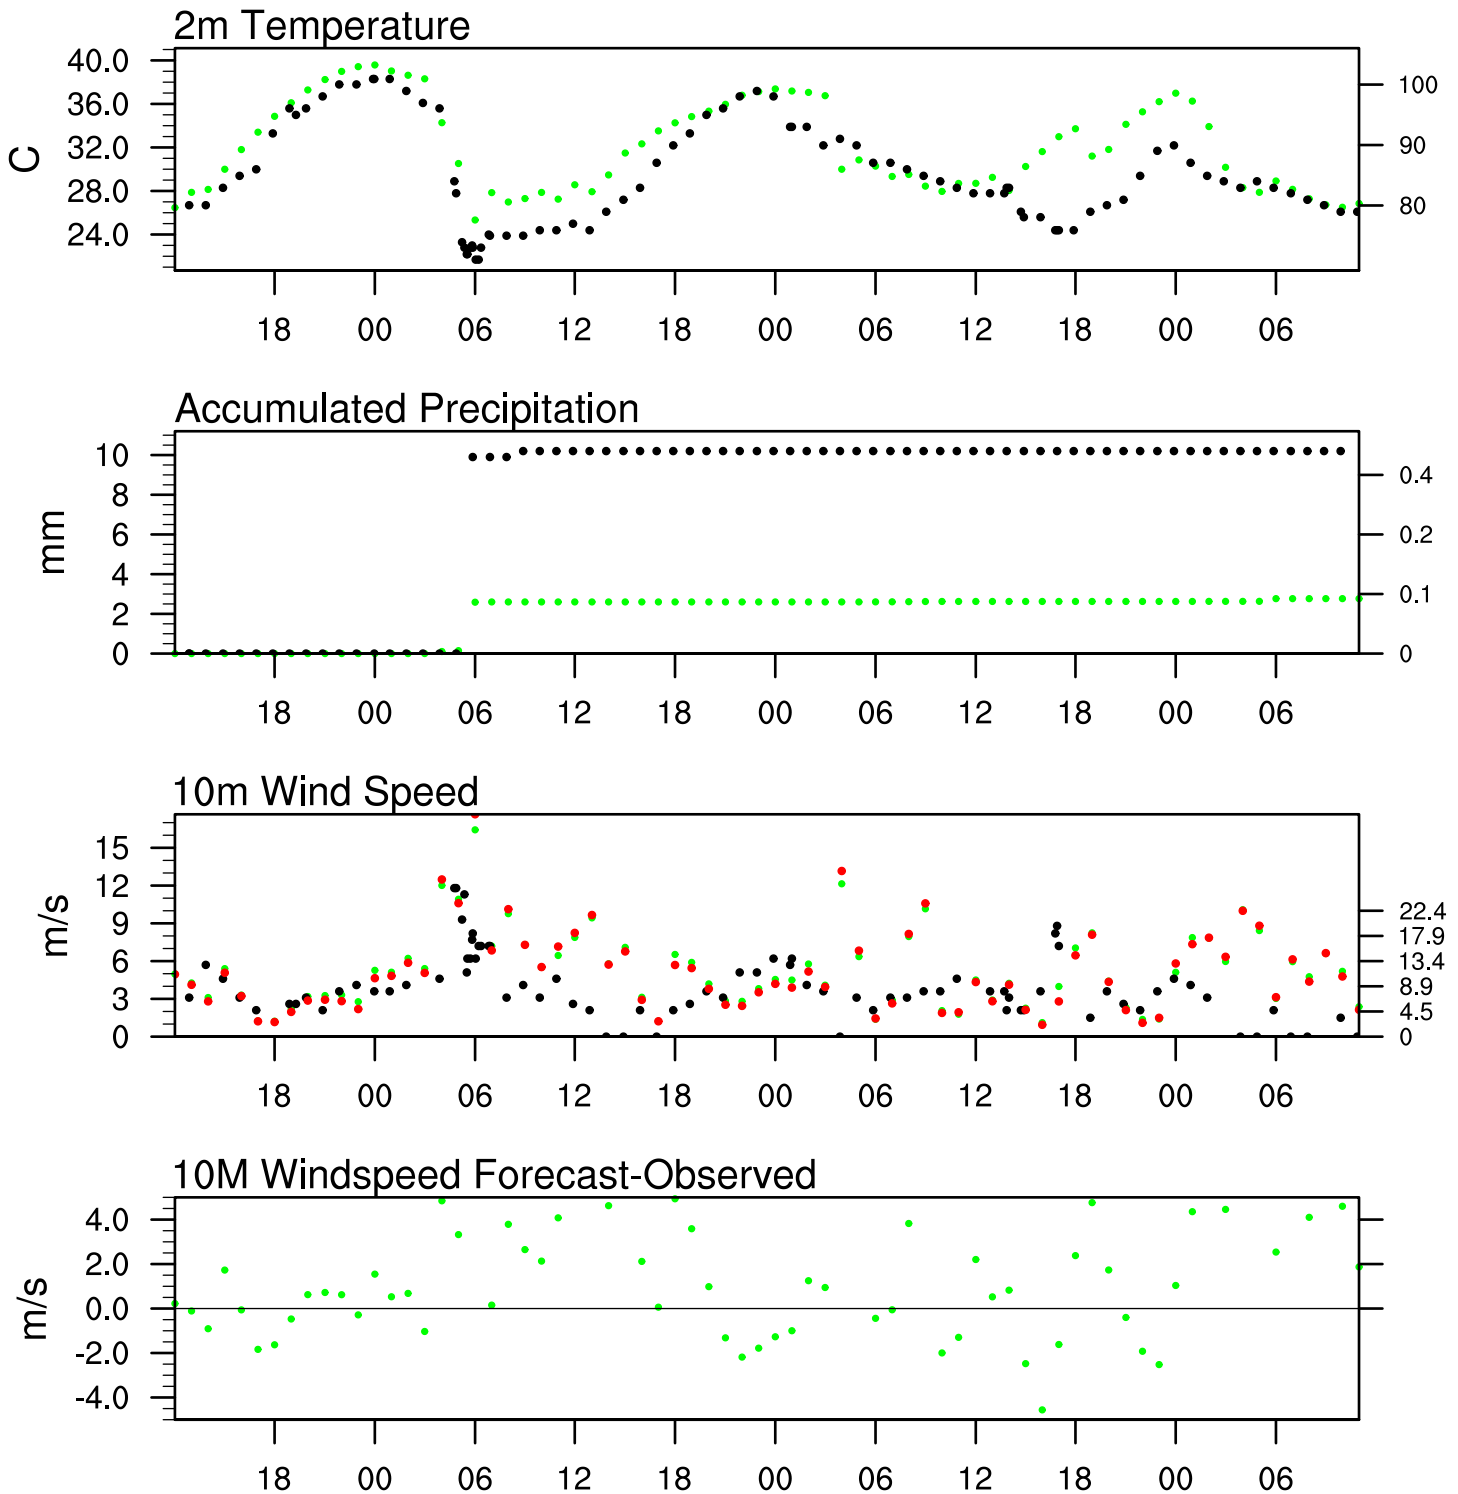 2m Temperature
40.0
36.0
32.0
28.0
24.0
C
100
90
80
18 00 06 12 18 00 06 12 18 00 06
Accumulated Precipitation
10
8
6
4
2
0
mm
0.4
0.2
0.1
0
18 00 06 12 18 00 06 12 18 00 06
10m Wind Speed
15
12
9
6
3
0
m/s
22.4
17.9
13.4
8.9
4.5
0
18 00 06 12 18 00 06 12 18 00 06
10M Windspeed Forecast-Observed
4.0
2.0
0.0
-2.0
-4.0
m/s
18 00 06 12 18 00 06 12 18 00 06